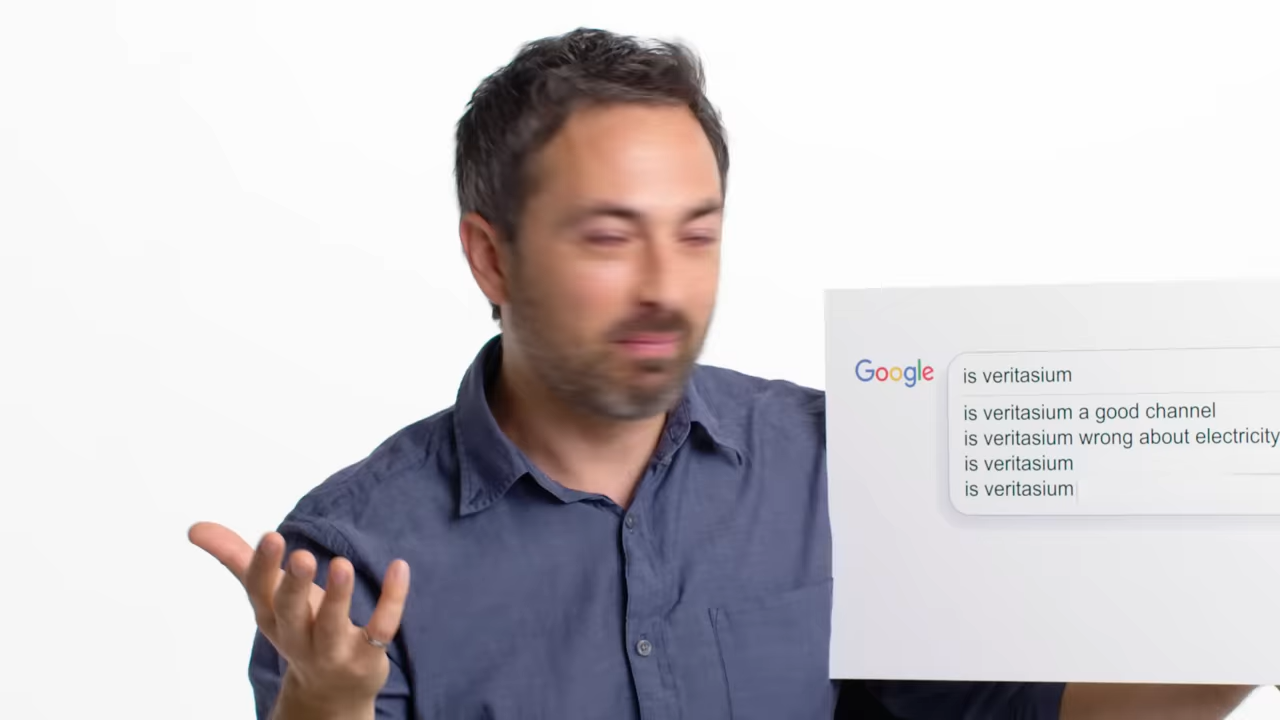 Google
is veritasium
is veritasium a good channel
is veritasium wrong about electricity
is veritasium
is veritasium